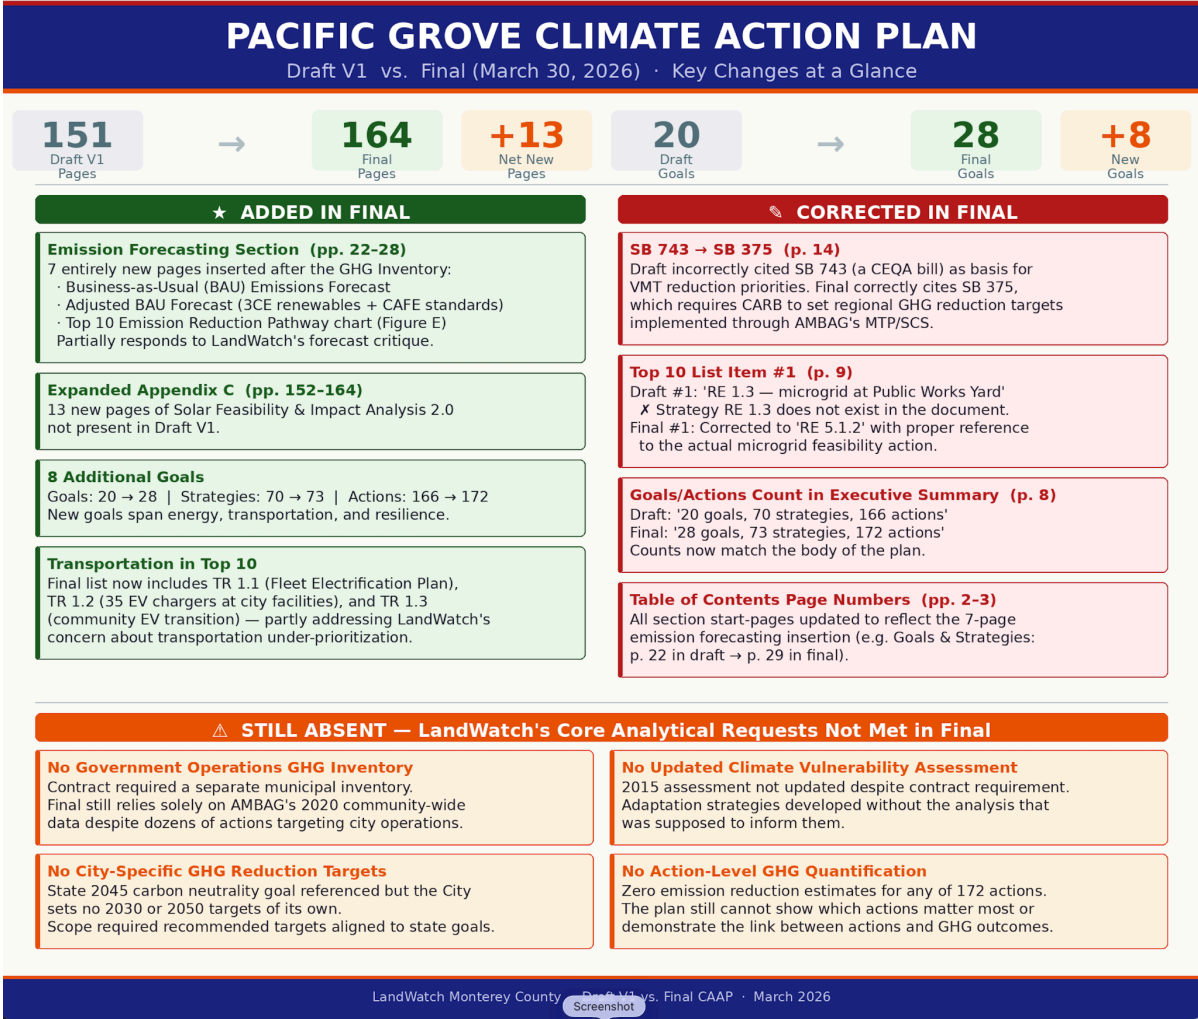 PACIFIC GROVE CLIMATE ACTION PLAN
Draft V1 vs. Final (March 30, 2026) · Key Changes at a Glance
151
Draft V1
Pages
→
164
Final
Pages
+13
Net New
Pages
20
Draft
Goals
→
28
Final
Goals
+8
New
Goals
★ ADDED IN FINAL
Emission Forecasting Section (pp. 22–28)
7 entirely new pages inserted after the GHG Inventory:
· Business-as-Usual (BAU) Emissions Forecast
· Adjusted BAU Forecast (3CE renewables + CAFE standards)
· Top 10 Emission Reduction Pathway chart (Figure E)
Partially responds to LandWatch's forecast critique.
Expanded Appendix C (pp. 152–164)
13 new pages of Solar Feasibility & Impact Analysis 2.0
not present in Draft V1.
8 Additional Goals
Goals: 20 → 28 | Strategies: 70 → 73 | Actions: 166 → 172
New goals span energy, transportation, and resilience.
Transportation in Top 10
Final list now includes TR 1.1 (Fleet Electrification Plan),
TR 1.2 (35 EV chargers at city facilities), and TR 1.3
(community EV transition) — partly addressing LandWatch's
concern about transportation under-prioritization.
✎ CORRECTED IN FINAL
SB 743 → SB 375 (p. 14)
Draft incorrectly cited SB 743 (a CEQA bill) as basis for
VMT reduction priorities. Final correctly cites SB 375,
which requires CARB to set regional GHG reduction targets
implemented through AMBAG's MTP/SCS.
Top 10 List Item #1 (p. 9)
Draft #1: 'RE 1.3 — microgrid at Public Works Yard'
✗ Strategy RE 1.3 does not exist in the document.
Final #1: Corrected to 'RE 5.1.2' with proper reference
to the actual microgrid feasibility action.
Goals/Actions Count in Executive Summary (p. 8)
Draft: '20 goals, 70 strategies, 166 actions'
Final: '28 goals, 73 strategies, 172 actions'
Counts now match the body of the plan.
Table of Contents Page Numbers (pp. 2–3)
All section start-pages updated to reflect the 7-page
emission forecasting insertion (e.g. Goals & Strategies:
p. 22 in draft → p. 29 in final).
⚠ STILL ABSENT — LandWatch's Core Analytical Requests Not Met in Final
No Government Operations GHG Inventory
Contract required a separate municipal inventory.
Final still relies solely on AMBAG's 2020 community-wide
data despite dozens of actions targeting city operations.
No Updated Climate Vulnerability Assessment
2015 assessment not updated despite contract requirement.
Adaptation strategies developed without the analysis that
was supposed to inform them.
No City-Specific GHG Reduction Targets
State 2045 carbon neutrality goal referenced but the City
sets no 2030 or 2050 targets of its own.
Scope required recommended targets aligned to state goals.
No Action-Level GHG Quantification
Zero emission reduction estimates for any of 172 actions.
The plan still cannot show which actions matter most or
demonstrate the link between actions and GHG outcomes.
LandWatch Monterey County · Draft V1 vs. Final CAAP · March 2026
Screenshot